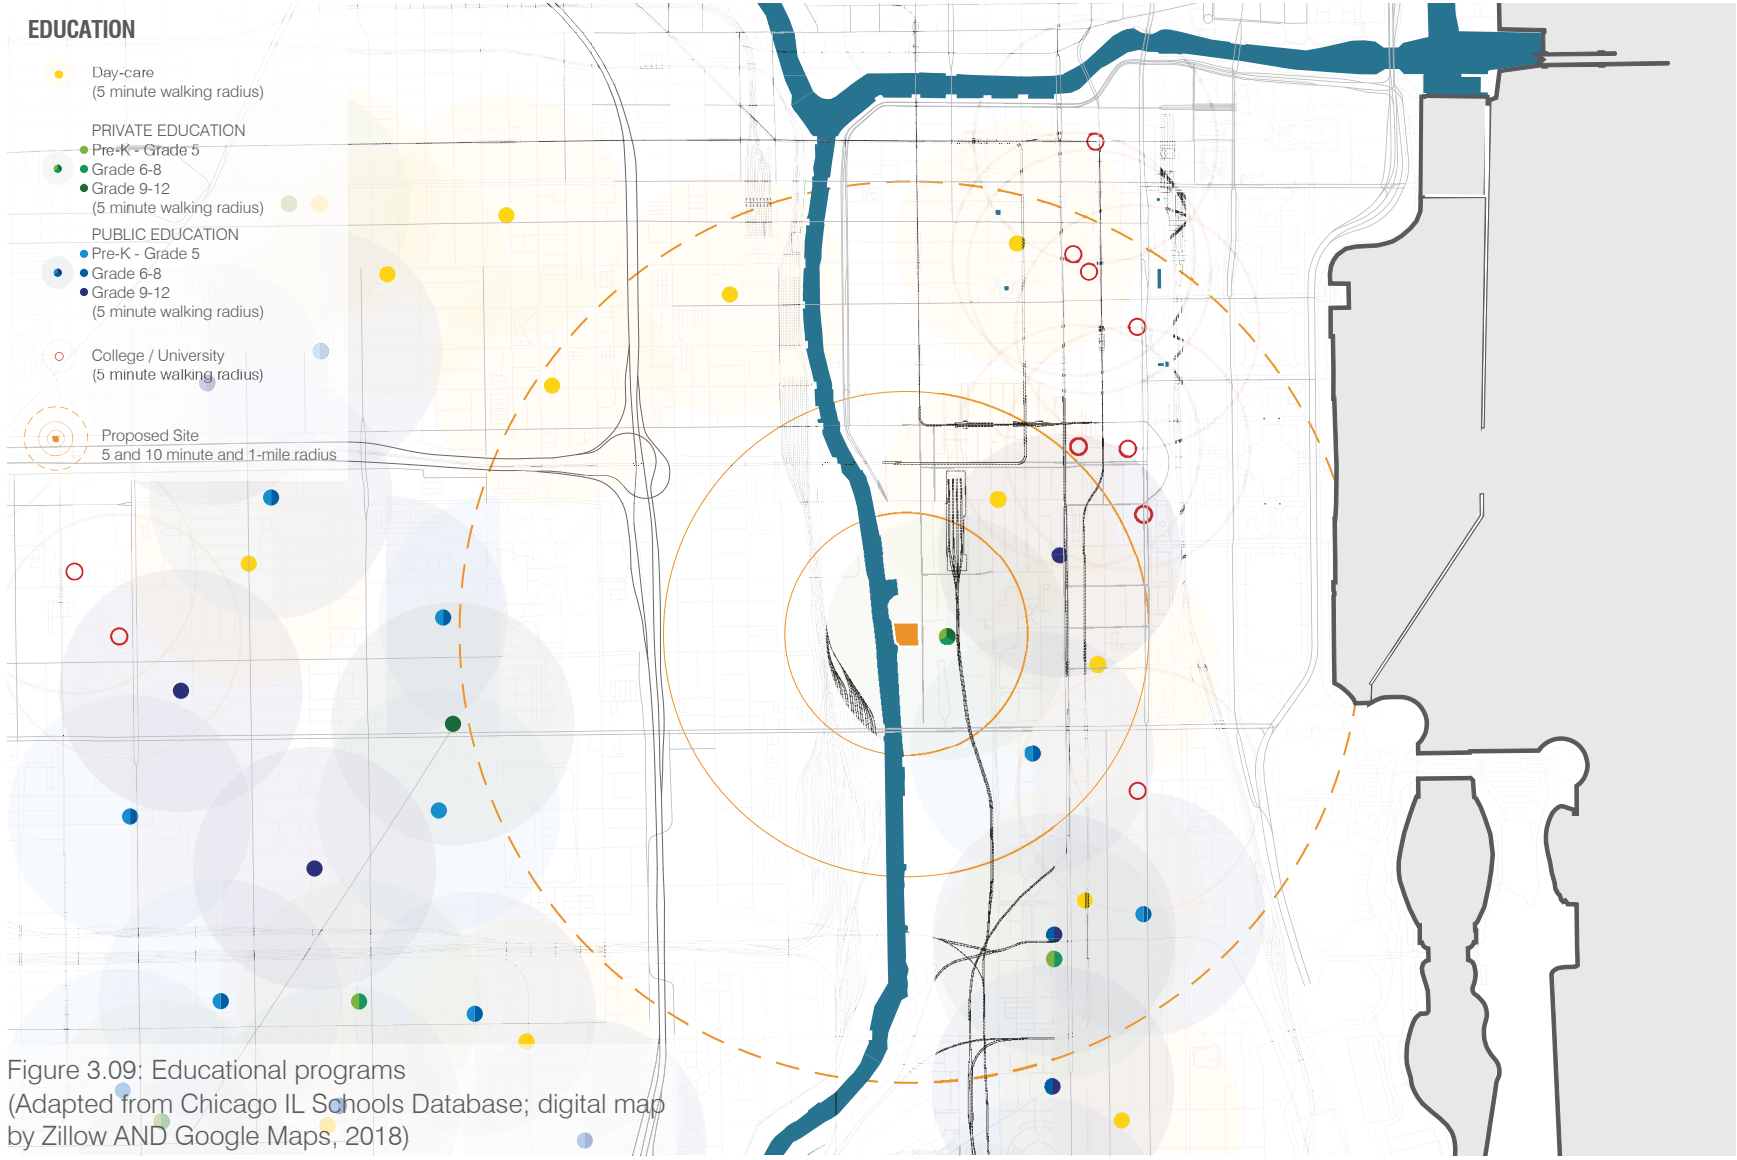 EDUCATION
Day-care
(5 minute walking radius)
PRIVATE EDUCATION
Pre-K - Grade 5
Grade 6-8
Grade 9-12
(5 minute walking radius)
PUBLIC EDUCATION
Pre-K - Grade 5
Grade 6-8
Grade 9-12
(5 minute walking radius)
College / University
(5 minute walking radius)
Proposed Site
5 and 10 minute and 1-mile radius
Figure 3.09: Educational programs
(Adapted from Chicago IL Schools Database; digital map
by Zillow AND Google Maps, 2018)